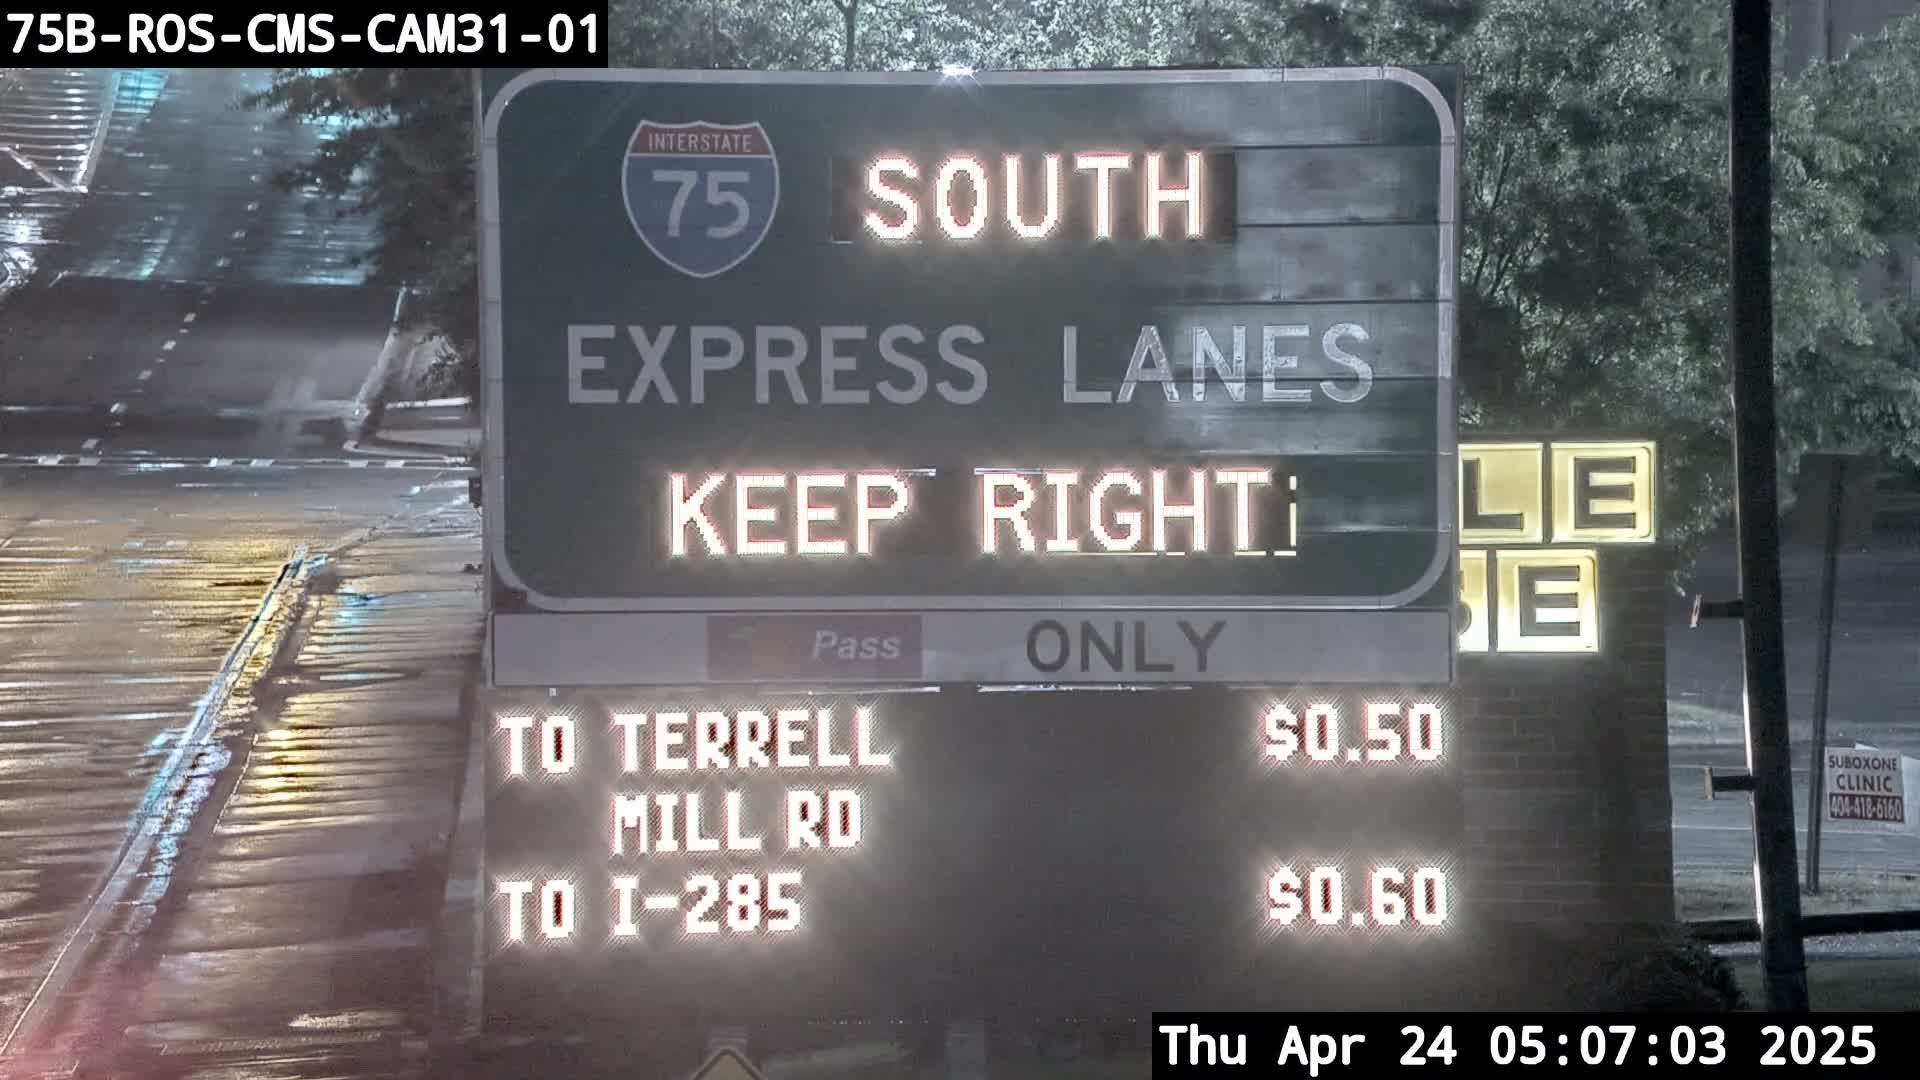 75B-ROS-CMS-CAM31-01
INTERSTATE
75
SOUTH
EXPRESS LANES
KEEP RIGHT
Pass ONLY
TO TERRELL $0.50
MILL RD
TO I-285 $0.60
LE
E
SUBOXONE
CLINIC
404-418-6160
Thu Apr 24 05:07:03 2025